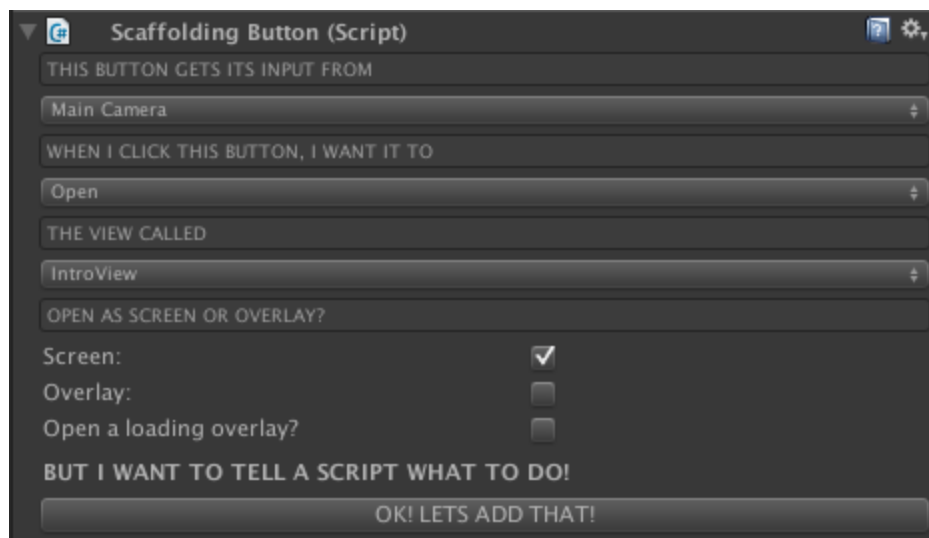 Scaffolding Button (Script)
THIS BUTTON GETS ITS INPUT FROM
Main Camera
WHEN I CLICK THIS BUTTON, I WANT IT TO
Open
THE VIEW CALLED
IntroView
OPEN AS SCREEN OR OVERLAY?
Screen:
Overlay:
Open a loading overlay?
BUT I WANT TO TELL A SCRIPT WHAT TO DO!
OK! LETS ADD THAT!